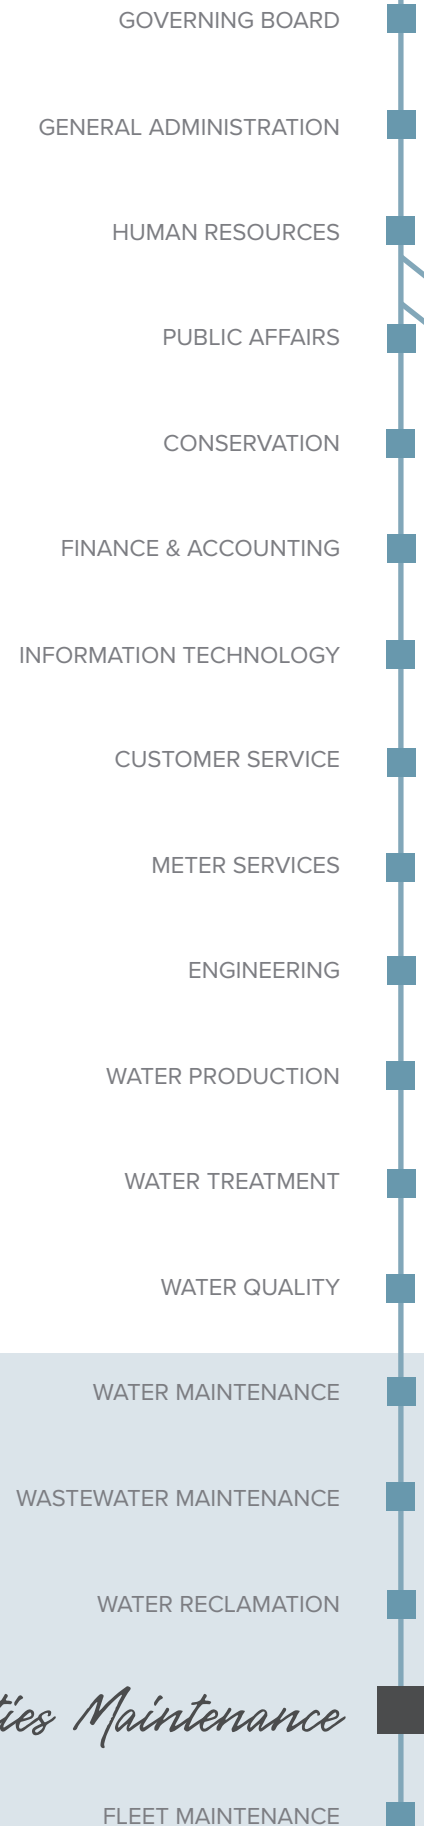 GOVERNING BOARD
GENERAL ADMINISTRATION
HUMAN RESOURCES
PUBLIC AFFAIRS
CONSERVATION
FINANCE & ACCOUNTING
INFORMATION TECHNOLOGY
CUSTOMER SERVICE
METER SERVICES
ENGINEERING
WATER PRODUCTION
WATER TREATMENT
WATER QUALITY
WATER MAINTENANCE
WASTEWATER MAINTENANCE
WATER RECLAMATION
Maintenance
FLEET MAINTENANCE